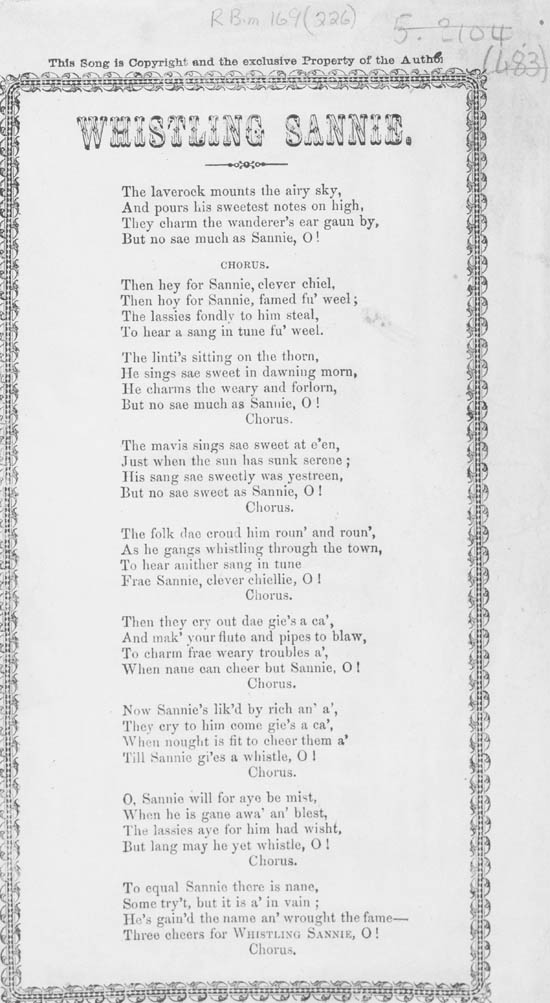 R.B.m 169(226)
5. 2104
(483)
This Song is Copyright and the exclusive Property of the Author
WHISTLING SANNIE.
The laverock mounts the airy sky,
And pours his sweetest notes on high,
They charm the wanderer's ear gaun by,
But no sae much as Sannie, O!
CHORUS.
Then hey for Sannie, clever chiel,
Then hoy for Sannie, famed fu' weel;
The lassies fondly to him steal,
To hear a sang in tune fu' weel.
The linti's sitting on the thorn,
He sings sae sweet in dawning morn,
He charms the weary and forlorn,
But no sae much as Sannie, O!
Chorus.
The mavis sings sae sweet at e'en,
Just when the sun has sunk serene;
His sang sae sweetly was yestreen,
But no sae sweet as Sannie, O!
Chorus.
The folk dae croud him roun' and roun',
As he gangs whistling through the town,
To hear anither sang in tune
Frae Sannie, clever chiellie, O!
Chorus.
Then they cry out dae gie's a ca',
And mak' your flute and pipes to blaw,
To charm frae weary troubles a',
When nane can cheer but Sannie, O!
Chorus.
Now Sannie's lik'd by rich an' a',
They cry to him come gie's a ca',
When nought is fit to cheer them a'
Till Sannie gi'es a whistle, O!
Chorus.
O, Sannie will for aye be mist,
When he is gane awa' an' blest,
The lassies aye for him had wisht,
But lang may he yet whistle, O!
Chorus.
To equal Sannie there is nane,
Some try't, but it is a' in vain;
He's gain'd the name an' wrought the fame—
Three cheers for WHISTLING SANNIE, O!
Chorus.